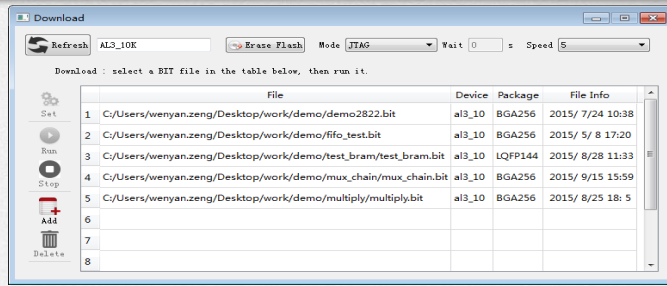 Download
Refresh AL3_10K Erase Flash Mode JTAG Wait 0 s Speed 5
Download : select a BIT file in the table below, then run it.
Set
Run
Stop
Add
Delete
File Device Package File Info
1 C:/Users/wenyan.zeng/Desktop/work/demo/demo2822.bit al3_10 BGA256 2015/ 7/24 10:38
2 C:/Users/wenyan.zeng/Desktop/work/demo/fifo_test.bit al3_10 BGA256 2015/ 5/ 8 17:20
3 C:/Users/wenyan.zeng/Desktop/work/demo/test_bram/test_bram.bit al3_10 LQFP144 2015/ 8/28 11:33
4 C:/Users/wenyan.zeng/Desktop/work/demo/mux_chain/mux_chain.bit al3_10 BGA256 2015/ 9/15 15:59
5 C:/Users/wenyan.zeng/Desktop/work/demo/multiply/multiply.bit al3_10 BGA256 2015/ 8/25 18: 5
6
7
8